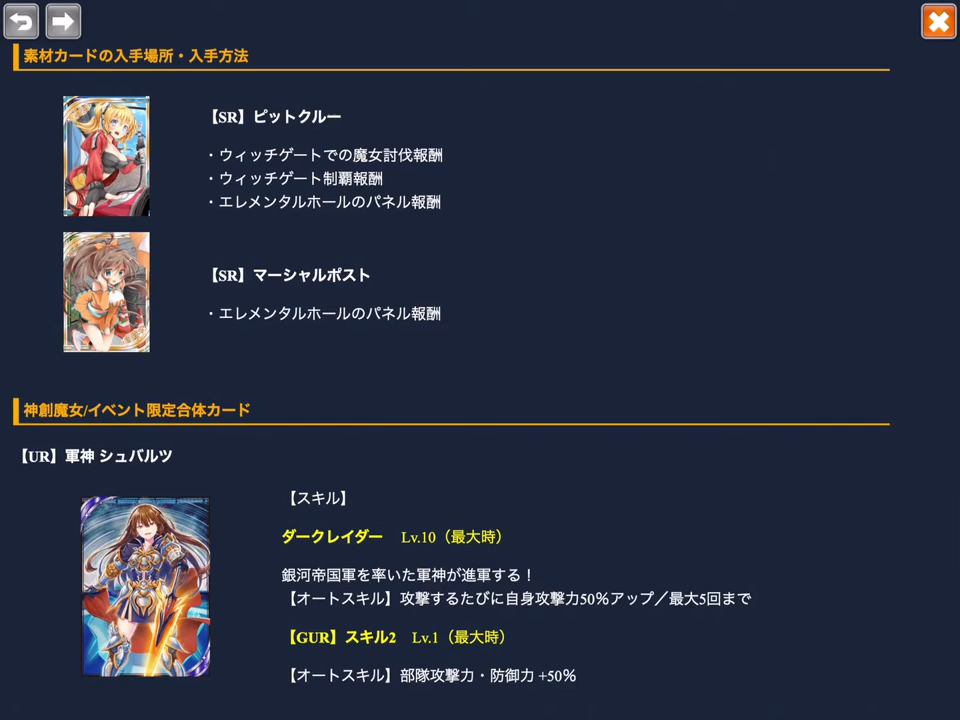 素材カードの入手場所・入手方法
【SR】ピットクルー
・ウィッチゲートでの魔女討伐報酬
・ウィッチゲート制覇報酬
・エレメンタルホールのパネル報酬
【SR】マーシャルポスト
・エレメンタルホールのパネル報酬
神創魔女/イベント限定合体カード
【UR】軍神 シュバルツ
【スキル】
ダークレイダー Lv.10（最大時）
銀河帝国軍を率いた軍神が進軍する！
【オートスキル】攻撃するたびに自身攻撃力50%アップ／最大5回まで
【GUR】スキル2 Lv.1（最大時）
【オートスキル】部隊攻撃力・防御力 +50%